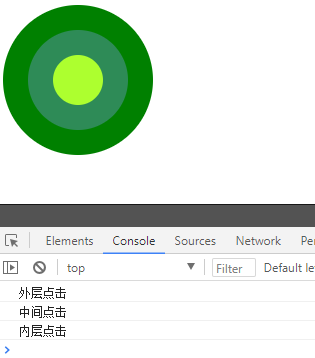 Elements Console Sources Network Pe
top Filter Default le
外层点击
中间点击
内层点击